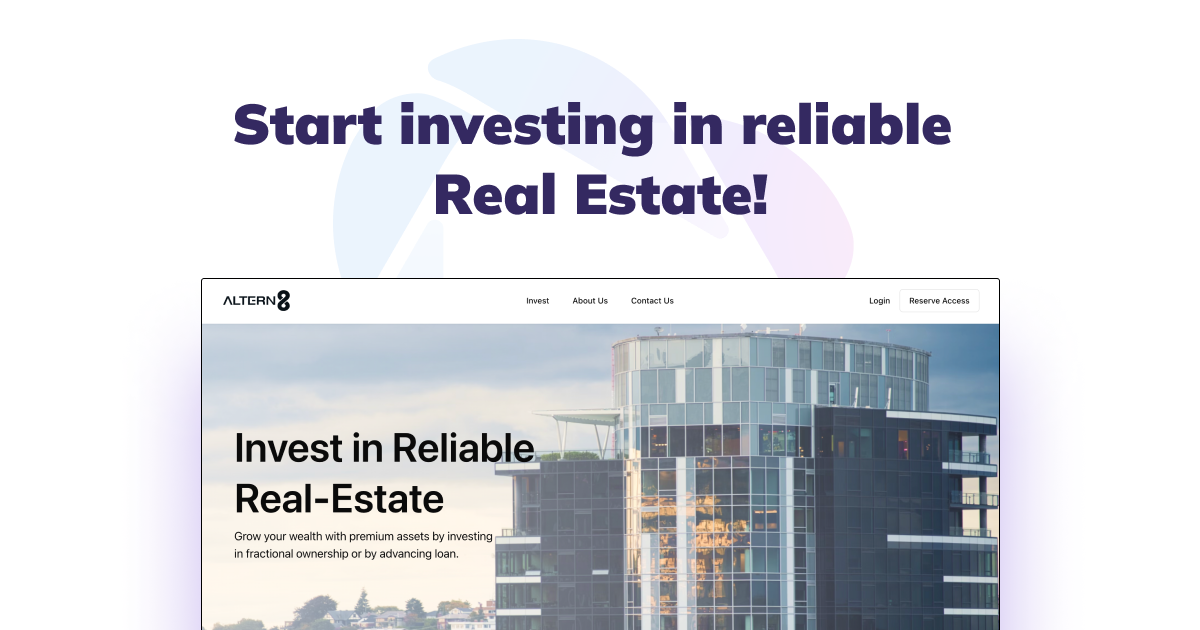 Start investing in reliable
Real Estate!
ALTERN8
Invest
About Us
Contact Us
Login
Reserve Access
Invest in Reliable
Real-Estate
Grow your wealth with premium assets by investing
in fractional ownership or by advancing loan.